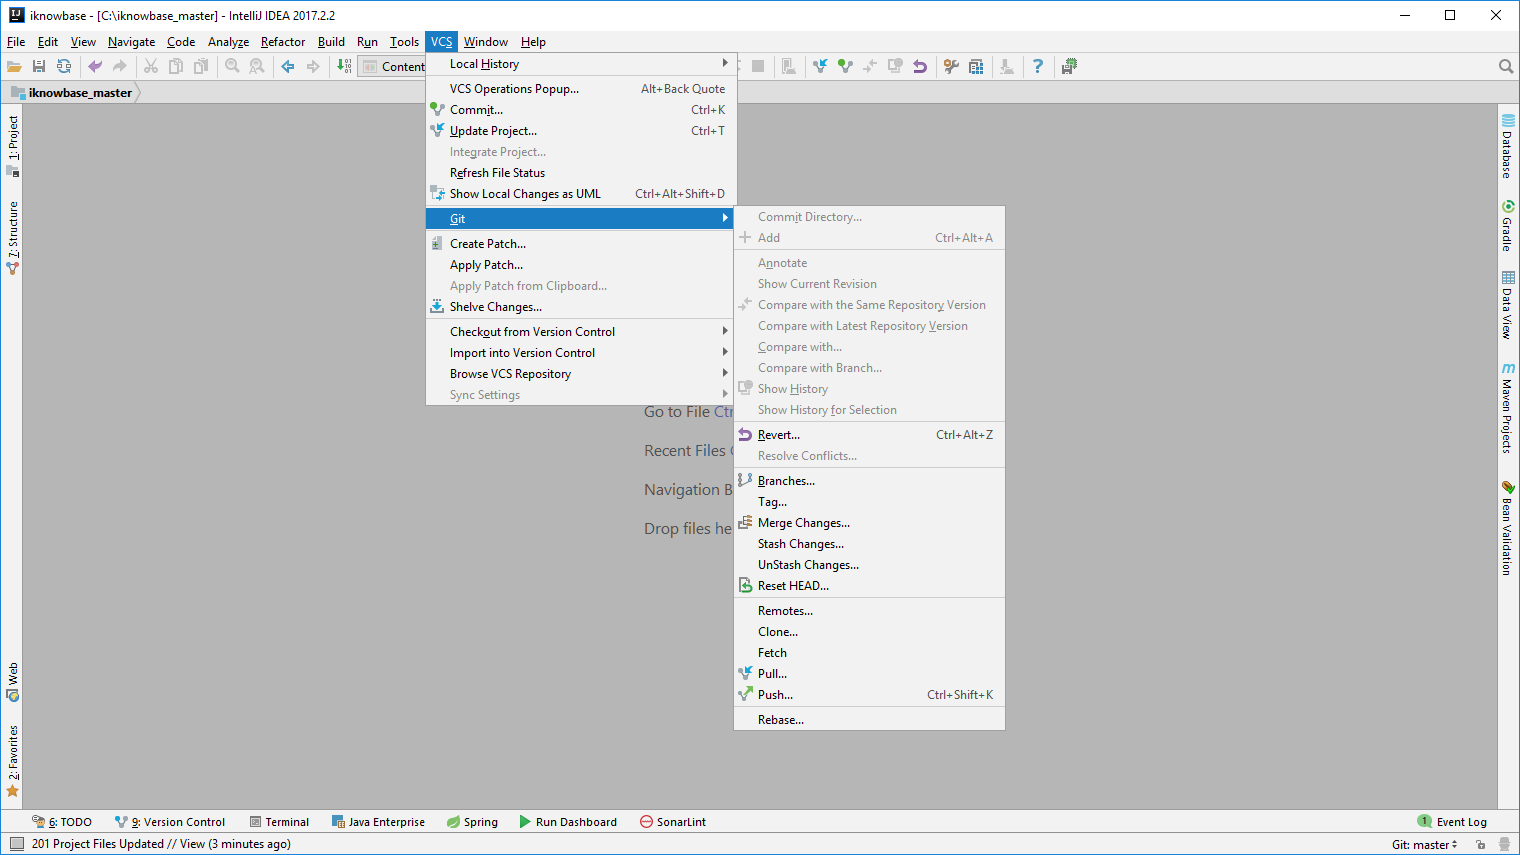 iknowbase - [C:\iknowbase_master] - IntelliJ IDEA 2017.2.2
File Edit View Navigate Code Analyze Refactor Build Run Tools VCS Window Help
Content
iknowbase_master
Local History
VCS Operations Popup... Alt+Back Quote
Commit... Ctrl+K
Update Project... Ctrl+T
Integrate Project...
Refresh File Status
Show Local Changes as UML Ctrl+Alt+Shift+D
Git
Create Patch...
Apply Patch...
Apply Patch from Clipboard...
Shelve Changes...
Checkout from Version Control
Import into Version Control
Browse VCS Repository
Sync Settings
Commit Directory...
Add Ctrl+Alt+A
Annotate
Show Current Revision
Compare with the Same Repository Version
Compare with Latest Repository Version
Compare with...
Compare with Branch...
Show History
Show History for Selection
Revert... Ctrl+Alt+Z
Resolve Conflicts...
Branches...
Tag...
Merge Changes...
Stash Changes...
UnStash Changes...
Reset HEAD...
Remotes...
Clone...
Fetch
Pull...
Push... Ctrl+Shift+K
Rebase...
Go to File
Recent Files
Navigation B
Drop files he
1: Project
7: Structure
Web
2: Favorites
Database
Gradle
Data View
m Maven Projects
Bean Validation
6: TODO 9: Version Control Terminal Java Enterprise Spring Run Dashboard SonarLint 1 Event Log
201 Project Files Updated // View (3 minutes ago) Git: master